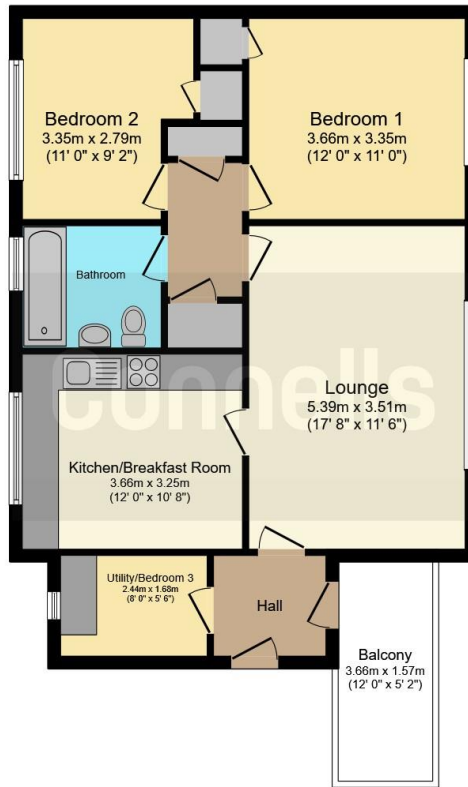 Bedroom 2
3.35m x 2.79m
(11' 0" x 9' 2")
Bedroom 1
3.66m x 3.35m
(12' 0" x 11' 0")
Bathroom
Connells
Lounge
5.39m x 3.51m
(17' 8" x 11' 6")
Kitchen/Breakfast Room
3.66m x 3.25m
(12' 0" x 10' 8")
Utility/Bedroom 3
2.44m x 1.68m
(8' 0" x 5' 6")
Hall
Balcony
3.66m x 1.57m
(12' 0" x 5' 2")